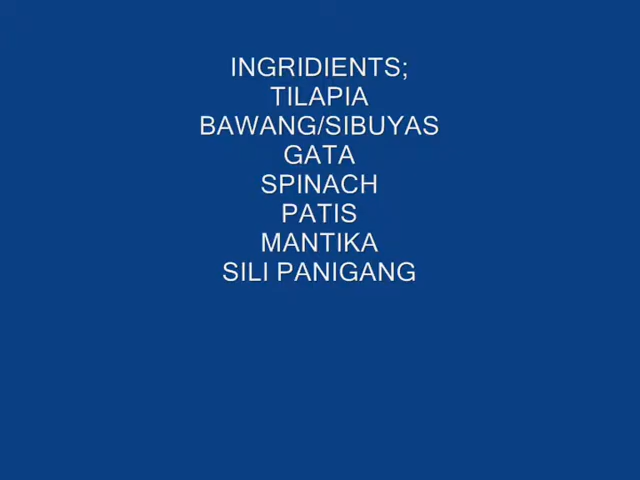 INGRIDIENTS;
TILAPIA
BAWANG/SIBUYAS
GATA
SPINACH
PATIS
MANTIKA
SILI PANIGANG